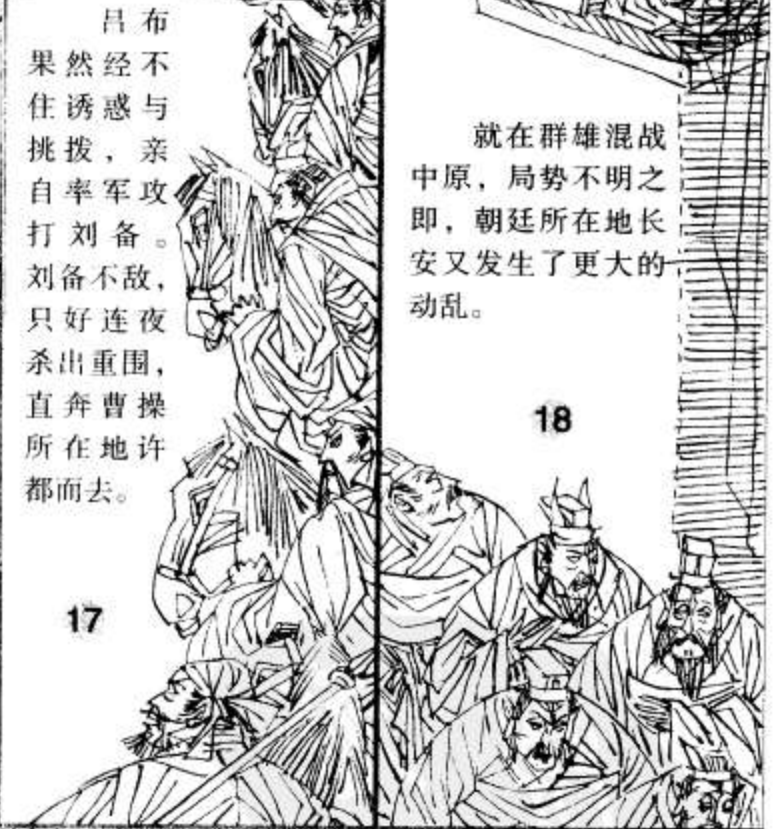 吕布
果然经不
住诱惑与
挑拨，亲
自率军攻
打刘备。
刘备不敌，
只好连夜
杀出重围，
直奔曹操
所在地许
都而去。
17
就在群雄混战
中原，局势不明之
即，朝廷所在地长
安又发生了更大的
动乱。
18